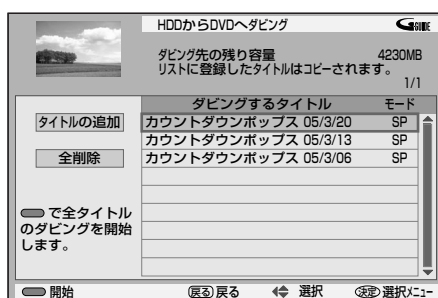 HDDからDVDへダビング
GGUIDE
ダビング先の残り容量 4230MB
リストに登録したタイトルはコピーされます。
1/1
ダビングするタイトル モード
タイトルの追加
カウントダウンポップス 05/3/20 SP
カウントダウンポップス 05/3/13 SP
全削除
カウントダウンポップス 05/3/06 SP
で全タイトル
のダビングを開始
します。
開始 戻る 戻る 選択 決定 選択メニュー